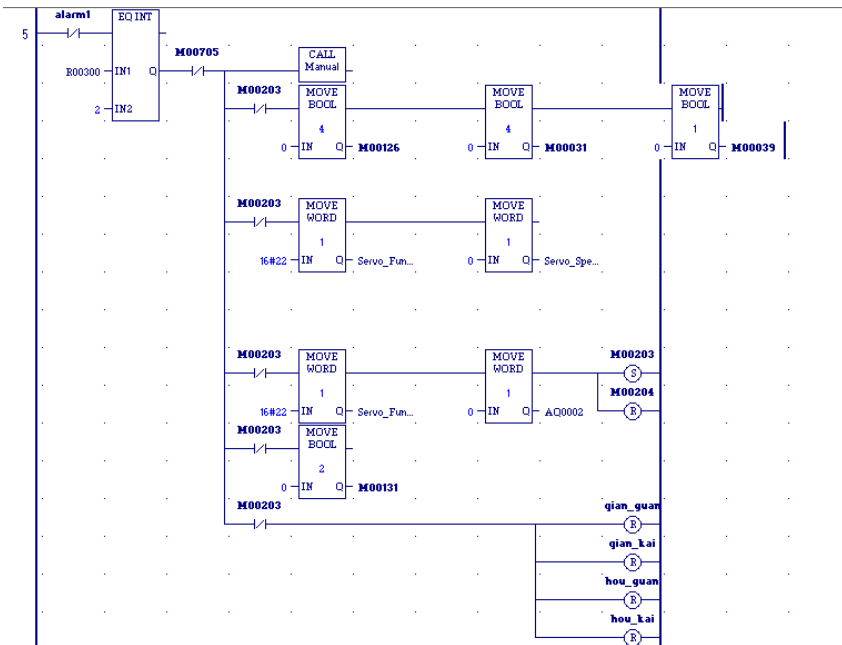 alarm1
EQ INT
5
M00705
R00300 IN1 Q
CALL
Manual
2 IN2
M00203
MOVE
BOOL
4
0 IN Q M00126
MOVE
BOOL
4
0 IN Q M00031
MOVE
BOOL
1
0 IN Q M00039
M00203
MOVE
WORD
1
16#22 IN Q Servo_Fun...
MOVE
WORD
1
0 IN Q Servo_Spe...
M00203
MOVE
WORD
1
16#22 IN Q Servo_Fun...
MOVE
WORD
1
0 IN Q AQ0002
M00203
S
M00204
R
M00203
MOVE
BOOL
2
0 IN Q M00131
M00203
qian_guan
R
qian_kai
R
hou_guan
R
hou_kai
R